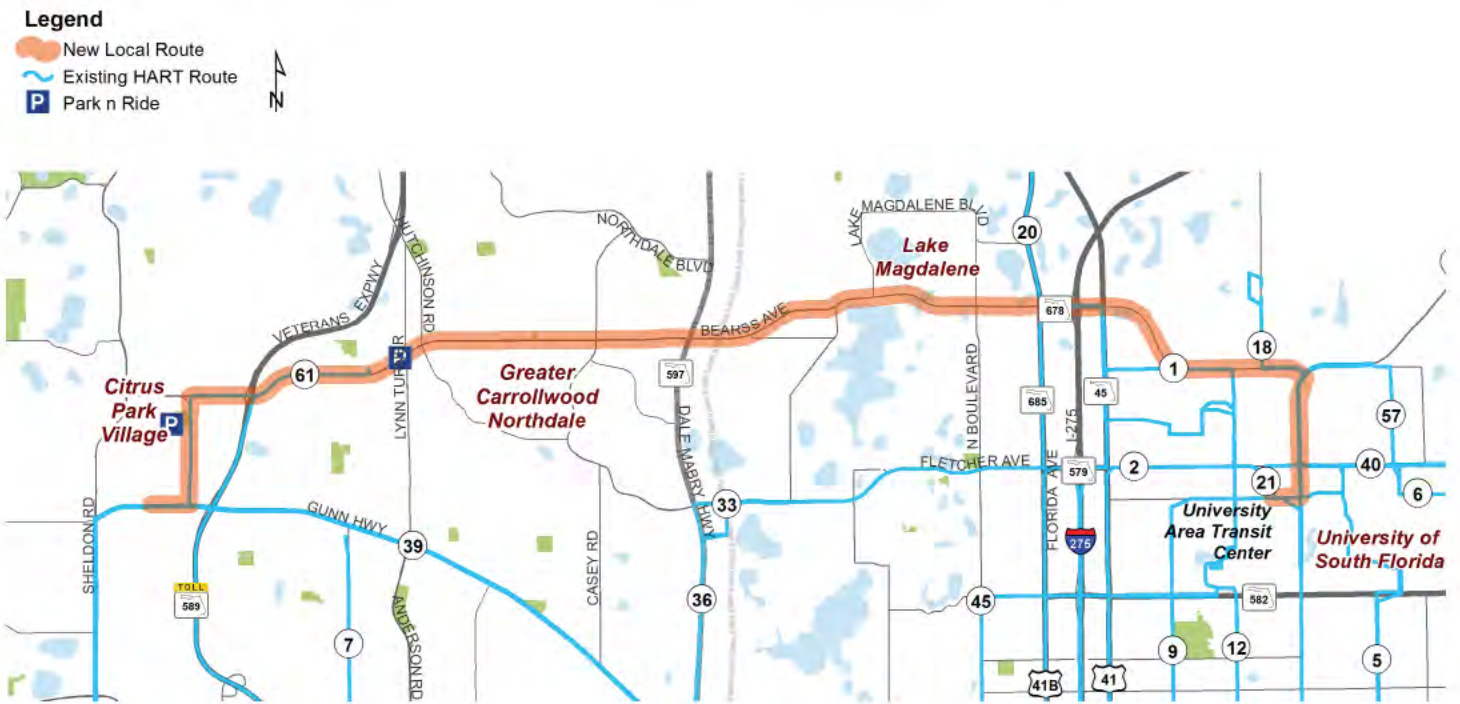 Legend
New Local Route
Existing HART Route
P Park n Ride
N
LAKE
MAGDALENE BLVD
NORTHDALE BLVD
HUTCHINSON RD
20
Lake
Magdalene
VETERANS EXPWY
BEARSS AVE
678
P
LYNN TURNER
61
18
1
Citrus
Park
Village
P
Greater
Carrollwood
Northdale
597
685
45
N BOULEVARD
I-275
57
DALE MABRY HWY
FLETCHER AVE
579
2
40
21
6
SHELDON RD
GUNN HWY
33
FLORIDA AVE
University
Area Transit
Center
University of
South Florida
39
275
CASEY RD
TOLL
589
36
45
582
ANDERSON RD
7
9
12
5
41B
41